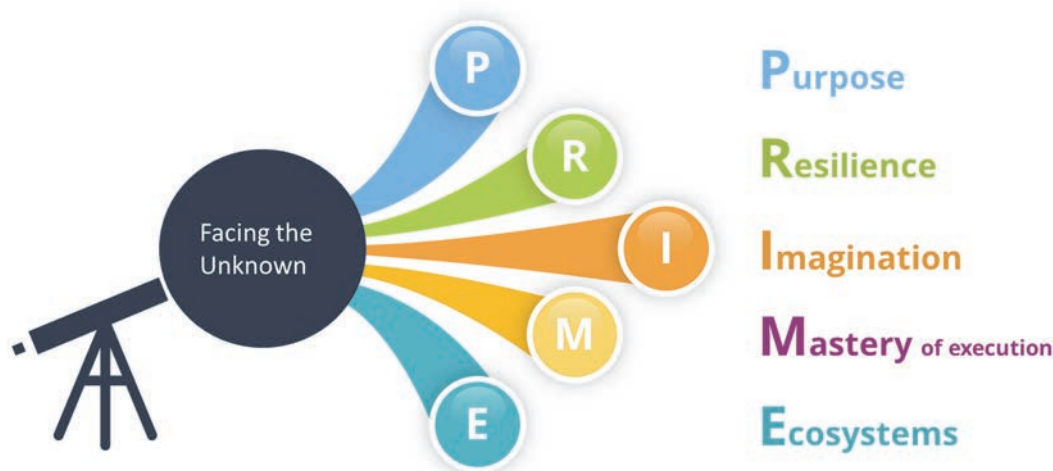 Facing the
Unknown
P
R
I
M
E
Purpose
Resilience
Imagination
Mastery of execution
Ecosystems